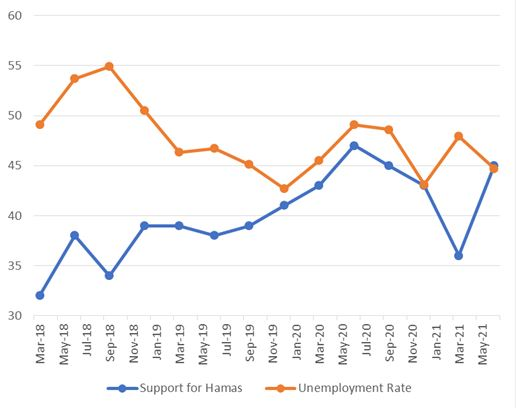 60
55
50
45
40
35
30
Mar-18
May-18
Jul-18
Sep-18
Nov-18
Jan-19
Mar-19
May-19
Jul-19
Sep-19
Nov-19
Jan-20
Mar-20
May-20
Jul-20
Sep-20
Nov-20
Jan-21
Mar-21
May-21
Support for Hamas Unemployment Rate